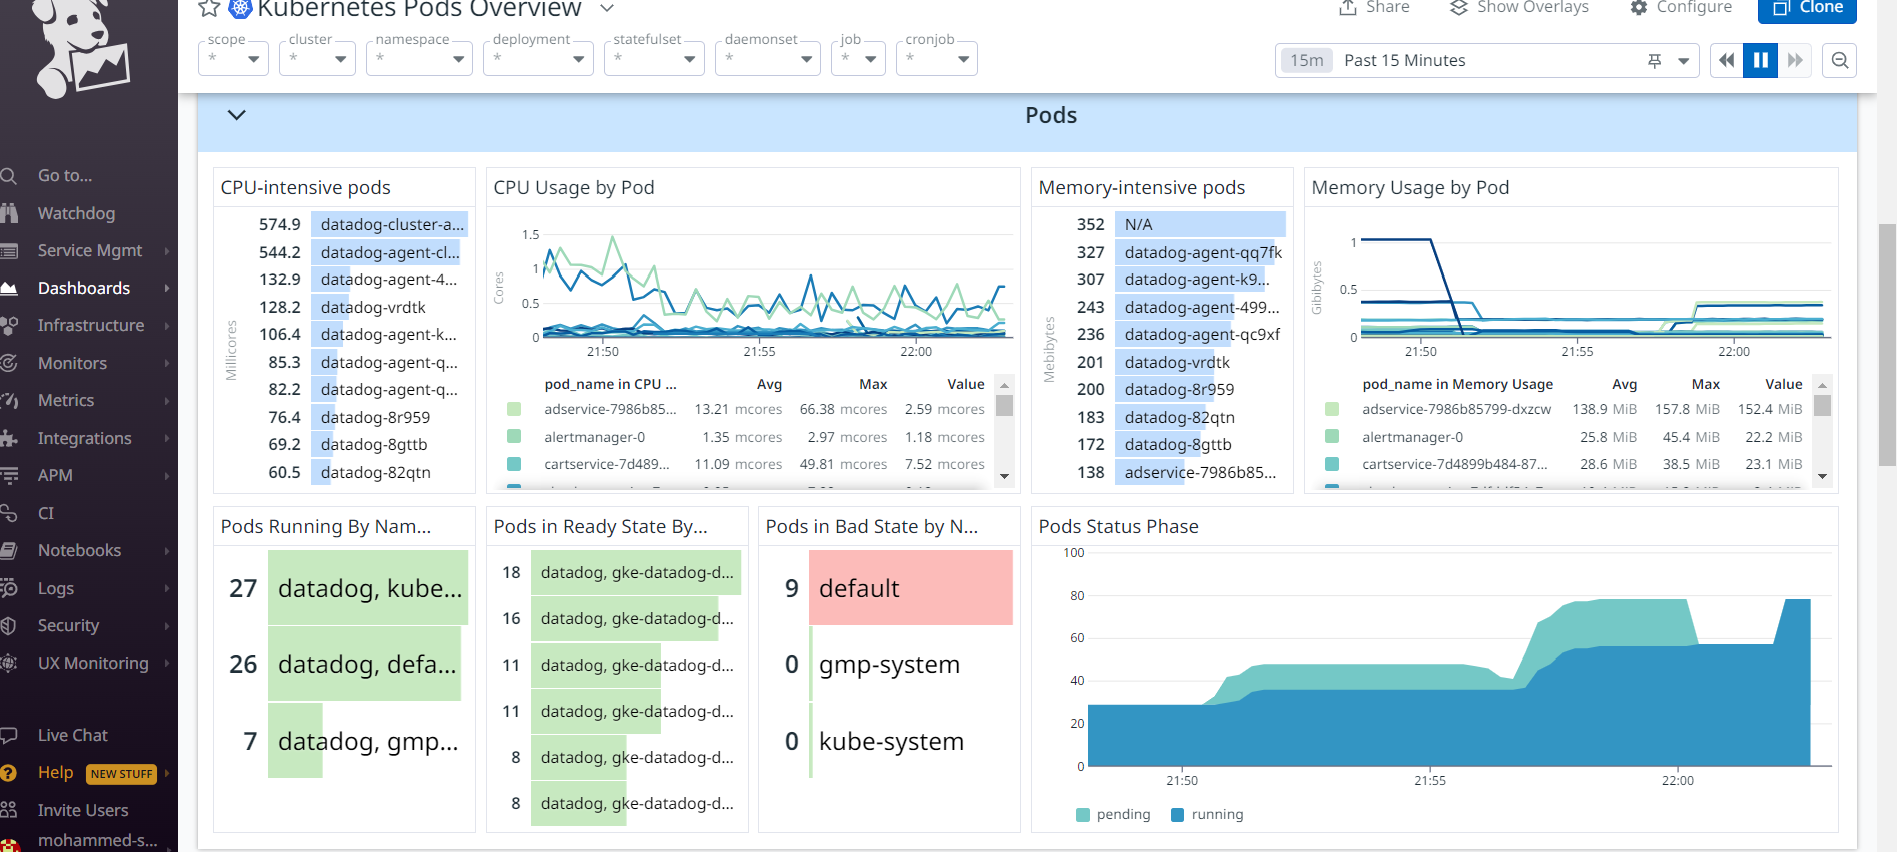 Kubernetes Pods Overview
Share
Show Overlays
Configure
Clone
scope
*
cluster
*
namespace
*
deployment
*
statefulset
*
daemonset
*
job
*
cronjob
*
15m Past 15 Minutes
Go to...
Watchdog
Service Mgmt
Dashboards
Infrastructure
Monitors
Metrics
Integrations
APM
CI
Notebooks
Logs
Security
UX Monitoring
Live Chat
Help NEW STUFF
Invite Users
mohammed-s...
Pods
CPU-intensive pods
Millicores
574.9 datadog-cluster-a...
544.2 datadog-agent-cl...
132.9 datadog-agent-4...
128.2 datadog-vrdtk
106.4 datadog-agent-k...
85.3 datadog-agent-q...
82.2 datadog-agent-q...
76.4 datadog-8r959
69.2 datadog-8gttb
60.5 datadog-82qtn
CPU Usage by Pod
Cores
1.5
1
0.5
0
21:50 21:55 22:00
pod_name in CPU ... Avg Max Value
adservice-7986b85... 13.21 mcores 66.38 mcores 2.59 mcores
alertmanager-0 1.35 mcores 2.97 mcores 1.18 mcores
cartservice-7d489... 11.09 mcores 49.81 mcores 7.52 mcores
Memory-intensive pods
Mebibytes
352 N/A
327 datadog-agent-qq7fk
307 datadog-agent-k9...
243 datadog-agent-499...
236 datadog-agent-qc9xf
201 datadog-vrdtk
200 datadog-8r959
183 datadog-82qtn
172 datadog-8gttb
138 adservice-7986b85...
Memory Usage by Pod
Gibibytes
1
0.5
0
21:50 21:55 22:00
pod_name in Memory Usage Avg Max Value
adservice-7986b85799-dxzcw 138.9 MiB 157.8 MiB 152.4 MiB
alertmanager-0 25.8 MiB 45.4 MiB 22.2 MiB
cartservice-7d4899b484-87... 28.6 MiB 38.5 MiB 23.1 MiB
Pods Running By Nam...
27 datadog, kube...
26 datadog, defa...
7 datadog, gmp...
Pods in Ready State By...
18 datadog, gke-datadog-d...
16 datadog, gke-datadog-d...
11 datadog, gke-datadog-d...
11 datadog, gke-datadog-d...
8 datadog, gke-datadog-d...
8 datadog, gke-datadog-d...
Pods in Bad State by N...
9 default
0 gmp-system
0 kube-system
Pods Status Phase
100
80
60
40
20
0
21:50 21:55 22:00
pending running